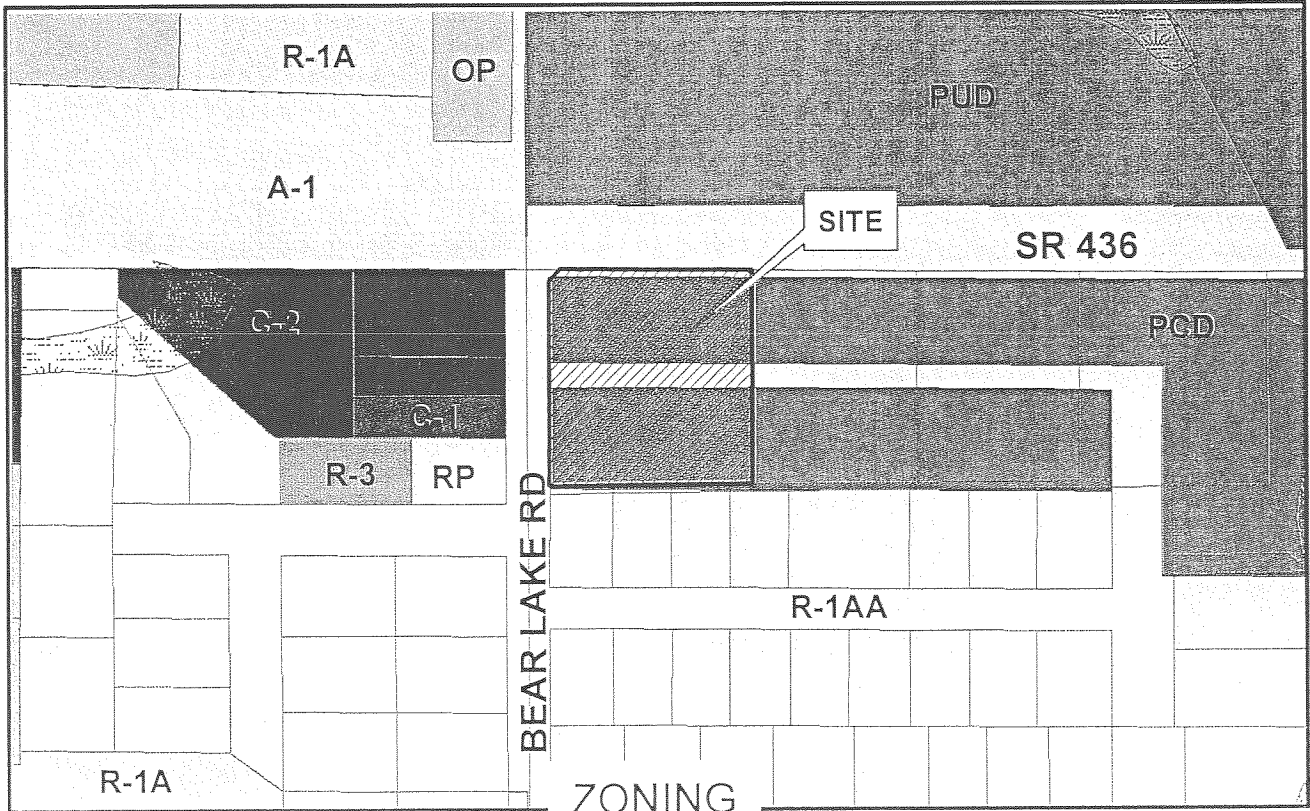 R-1A
OP
PUD
A-1
SITE
SR 436
C-2
PCD
C-1
R-3
RP
BEAR LAKE RD
R-1AA
R-1A
ZONING